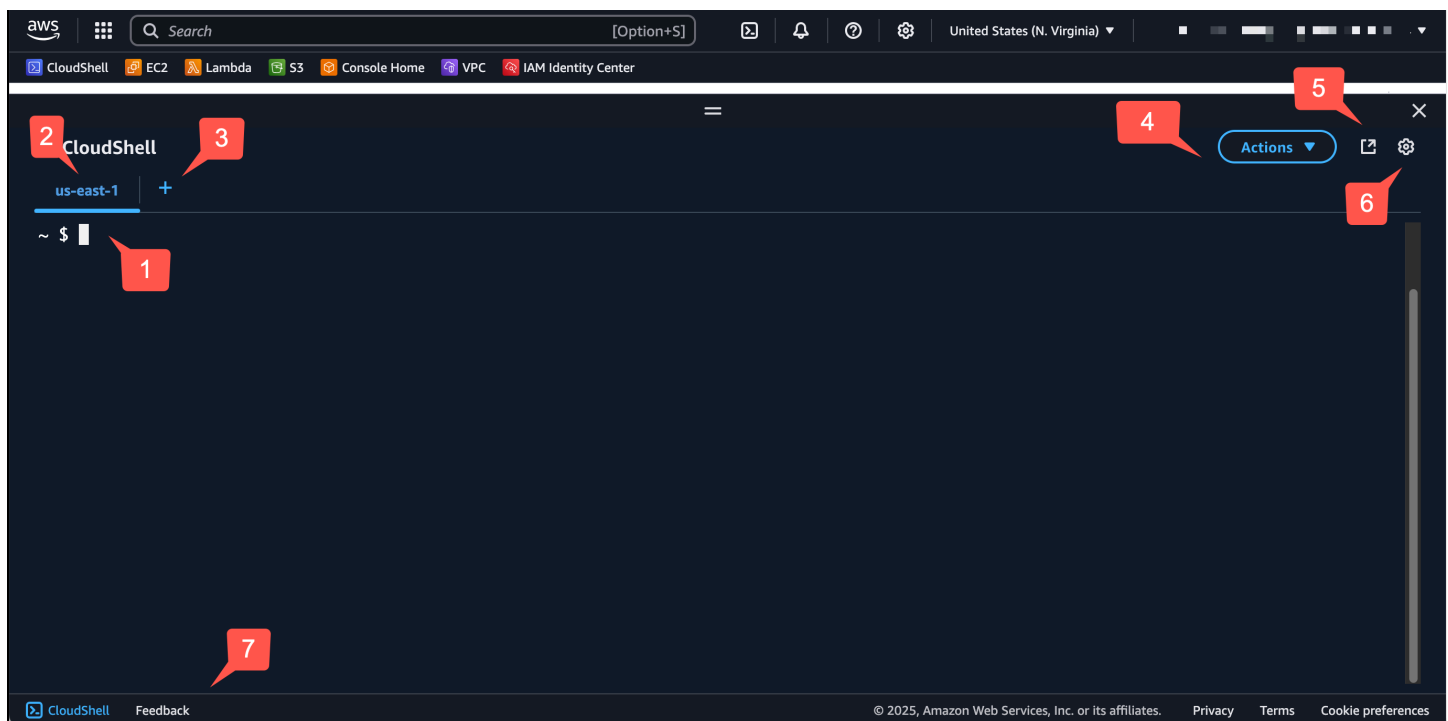 aws Search [Option+S] United States (N. Virginia)
CloudShell EC2 Lambda S3 Console Home VPC IAM Identity Center
5
4
2 CloudShell 3 Actions
us-east-1 +
6
~ $
1
7
CloudShell Feedback © 2025, Amazon Web Services, Inc. or its affiliates. Privacy Terms Cookie preferences